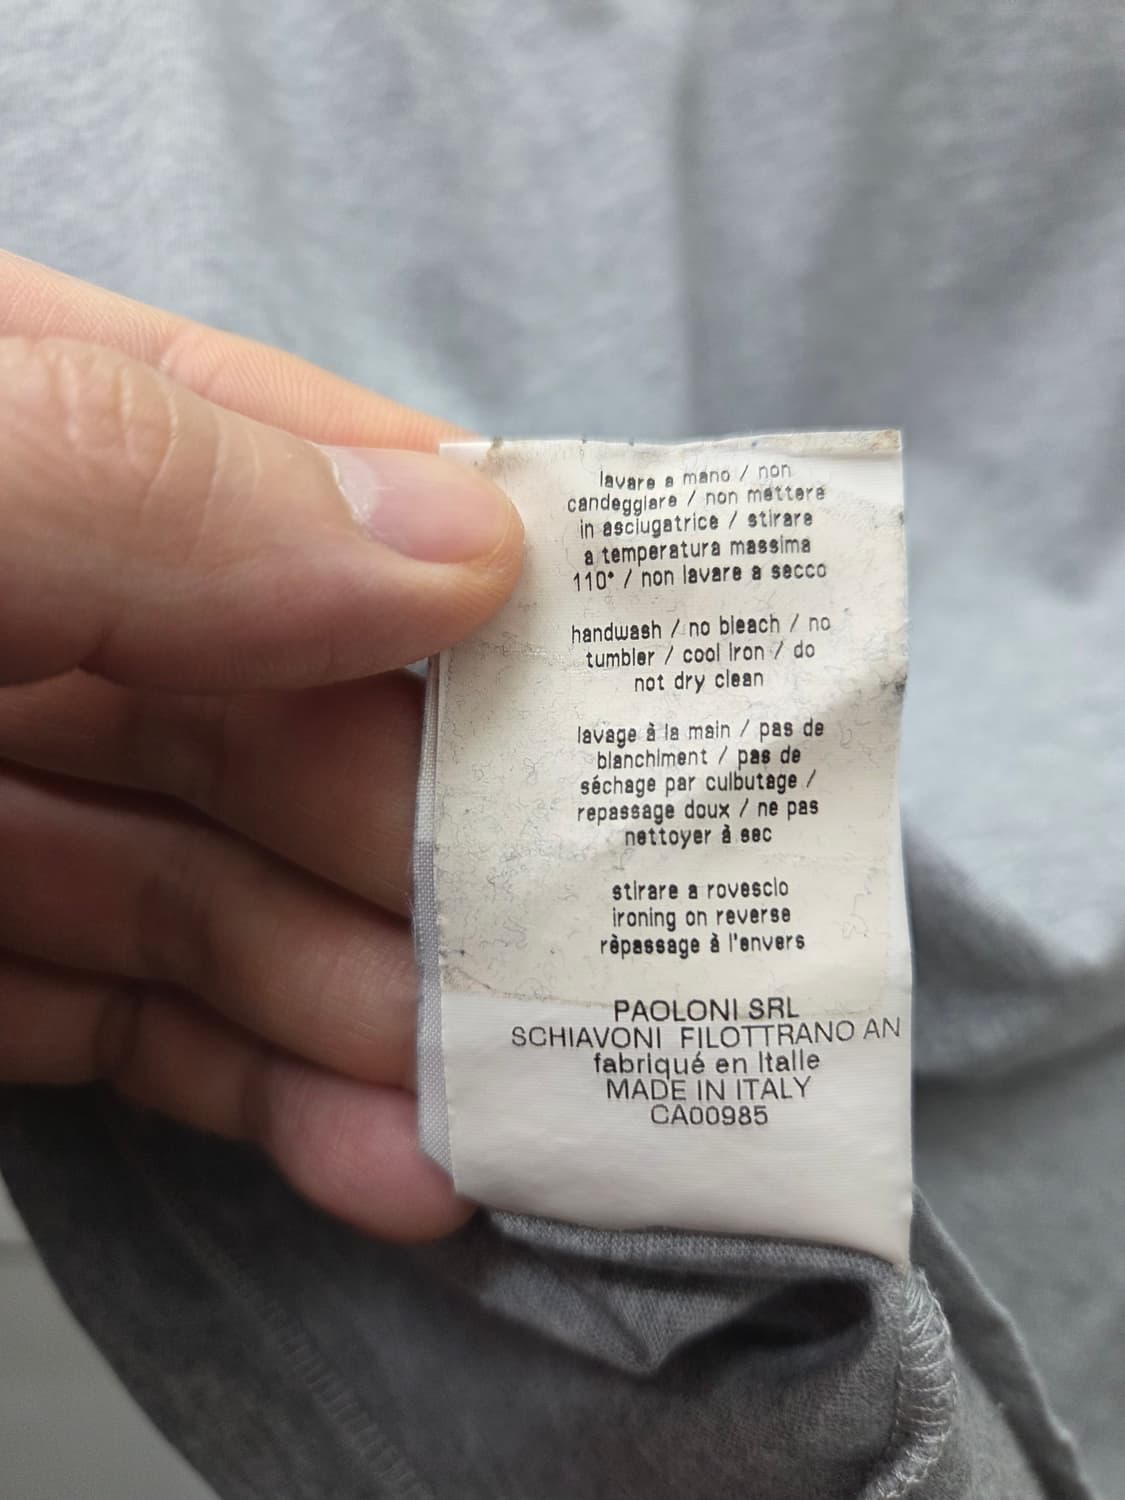 lavare a mano / non
candeggiare / non mettere
in asciugatrice / stirare
a temperatura massima
110° / non lavare a secco
handwash / no bleach / no
tumbler / cool iron / do
not dry clean
lavage à la main / pas de
blanchiment / pas de
séchage par culbutage /
repassage doux / ne pas
nettoyer à sec
stirare a rovescio
ironing on reverse
rèpassage à l'envers
PAOLONI SRL
SCHIAVONI FILOTTRANO AN
fabriqué en Italie
MADE IN ITALY
CA00985